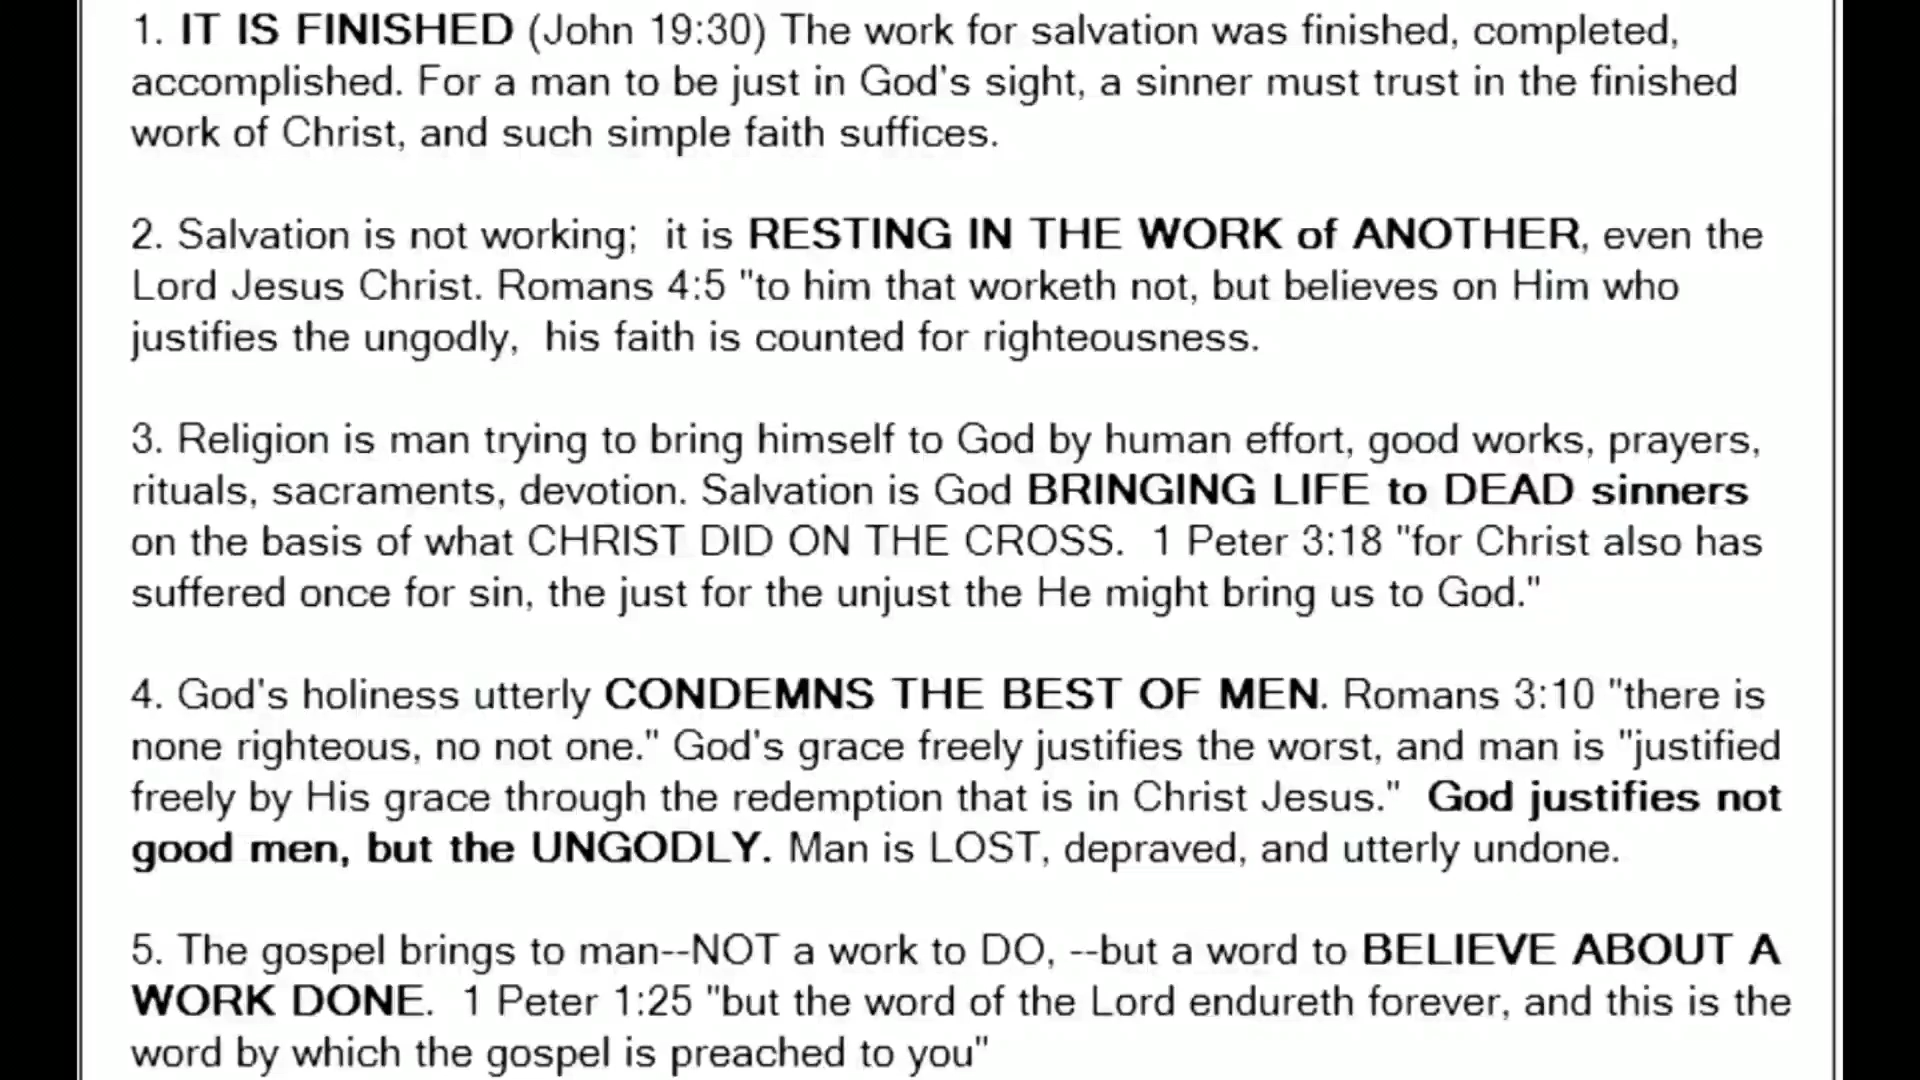 1. IT IS FINISHED (John 19:30) The work for salvation was finished, completed,
accomplished. For a man to be just in God's sight, a sinner must trust in the finished
work of Christ, and such simple faith suffices.
2. Salvation is not working;  it is RESTING IN THE WORK of ANOTHER, even the
Lord Jesus Christ. Romans 4:5 "to him that worketh not, but believes on Him who
justifies the ungodly,  his faith is counted for righteousness.
3. Religion is man trying to bring himself to God by human effort, good works, prayers,
rituals, sacraments, devotion. Salvation is God BRINGING LIFE to DEAD sinners
on the basis of what CHRIST DID ON THE CROSS.  1 Peter 3:18 "for Christ also has
suffered once for sin, the just for the unjust the He might bring us to God."
4. God's holiness utterly CONDEMNS THE BEST OF MEN. Romans 3:10 "there is
none righteous, no not one." God's grace freely justifies the worst, and man is "justified
freely by His grace through the redemption that is in Christ Jesus."  God justifies not
good men, but the UNGODLY. Man is LOST, depraved, and utterly undone.
5. The gospel brings to man--NOT a work to DO, --but a word to BELIEVE ABOUT A
WORK DONE.  1 Peter 1:25 "but the word of the Lord endureth forever, and this is the
word by which the gospel is preached to you"